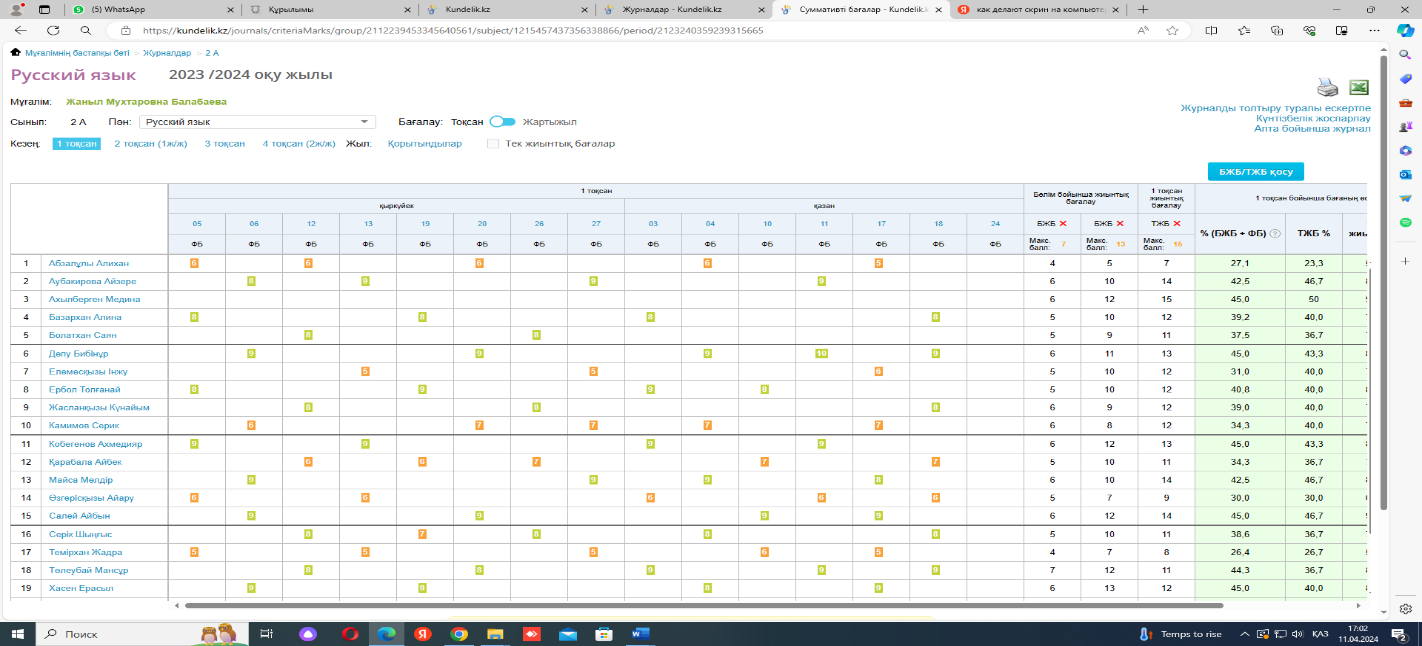 (5) WhatsApp
Құрылымы
Kundelik.kz
Журналдар - Kundelik.kz
Суммативті бағалар - Kundelik.k
как делают скрин на компьюте
https://kundelik.kz/journals/criteriaMarks/group/2112239453345640561/subject/1215457437356338866/period/2123240359239315665
Мұғалімнің бастапқы беті > Журналдар > 2 А
Русский язык 2023 /2024 оқу жылы
Мұғалім: Жаныл Мухтаровна Балабаева
Журналды толтыру туралы ескертпе
Сынып: 2 А Пән: Русский язык Бағалау: Тоқсан Жартыжыл
Күнтізбелік жоспарлау
Апта бойынша журнал
Кезең: 1 тоқсан 2 тоқсан (1ж/ж) 3 тоқсан 4 тоқсан (2ж/ж) Жыл: Қорытындылар Тек жиынтық бағалар
БЖБ/ТЖБ қосу
1 тоқсан Бөлім бойынша жиынтық бағалау 1 тоқсан жиынтық бағалау 1 тоқсан бойынша бағаның ес
қыркүйек қазан
05 06 12 13 19 20 26 27 03 04 10 11 17 18 24 БЖБ БЖБ ТЖБ % (БЖБ + ФБ) ? ТЖБ % жиы
ФБ ФБ ФБ ФБ ФБ ФБ ФБ ФБ ФБ ФБ ФБ ФБ ФБ ФБ ФБ Макс. балл: 7 Макс. балл: 13 Макс. балл:
1 Абзалұлы Алихан 6 6 6 6 5 4 5 7 27,1 23,3
2 Аубакирова Айзере 8 9 9 9 6 10 14 42,5 46,7
3 Ахылберген Медина 6 12 15 45,0 50
4 Базархан Алина 8 8 8 8 5 10 12 39,2 40,0
5 Болатхан Саян 8 8 5 9 11 37,5 36,7
6 Дәпу Бибінұр 9 9 9 10 9 6 11 13 45,0 43,3
7 Елемесқызы Інжу 5 5 6 5 10 12 31,0 40,0
8 Ербол Толғанай 8 9 9 8 5 10 12 40,8 40,0
9 Жасланқызы Күнайым 8 8 8 6 9 12 39,0 40,0
10 Камимов Серик 6 7 7 7 7 6 8 12 34,3 40,0
11 Кобегенов Ахмедияр 9 9 9 9 6 12 13 45,0 43,3
12 Қарабала Айбек 6 6 7 7 7 5 10 11 34,3 36,7
13 Майса Мөлдір 9 9 9 8 6 10 14 42,5 46,7
14 Өзгерісқызы Айару 6 6 6 6 6 5 7 9 30,0 30,0
15 Сәлей Айбын 9 9 9 9 6 12 14 45,0 46,7
16 Серік Шыңғыс 8 7 8 8 8 5 10 11 38,6 36,7
17 Темірхан Жадра 5 5 5 6 5 4 7 8 26,4 26,7
18 Төлеубай Мансұр 8 8 9 9 9 7 12 11 44,3 36,7
19 Хасен Ерасыл 9 9 8 9 6 13 12 45,0 40,0
Поиск
Temps to rise
ҚАЗ
17:02
11.04.2024
2